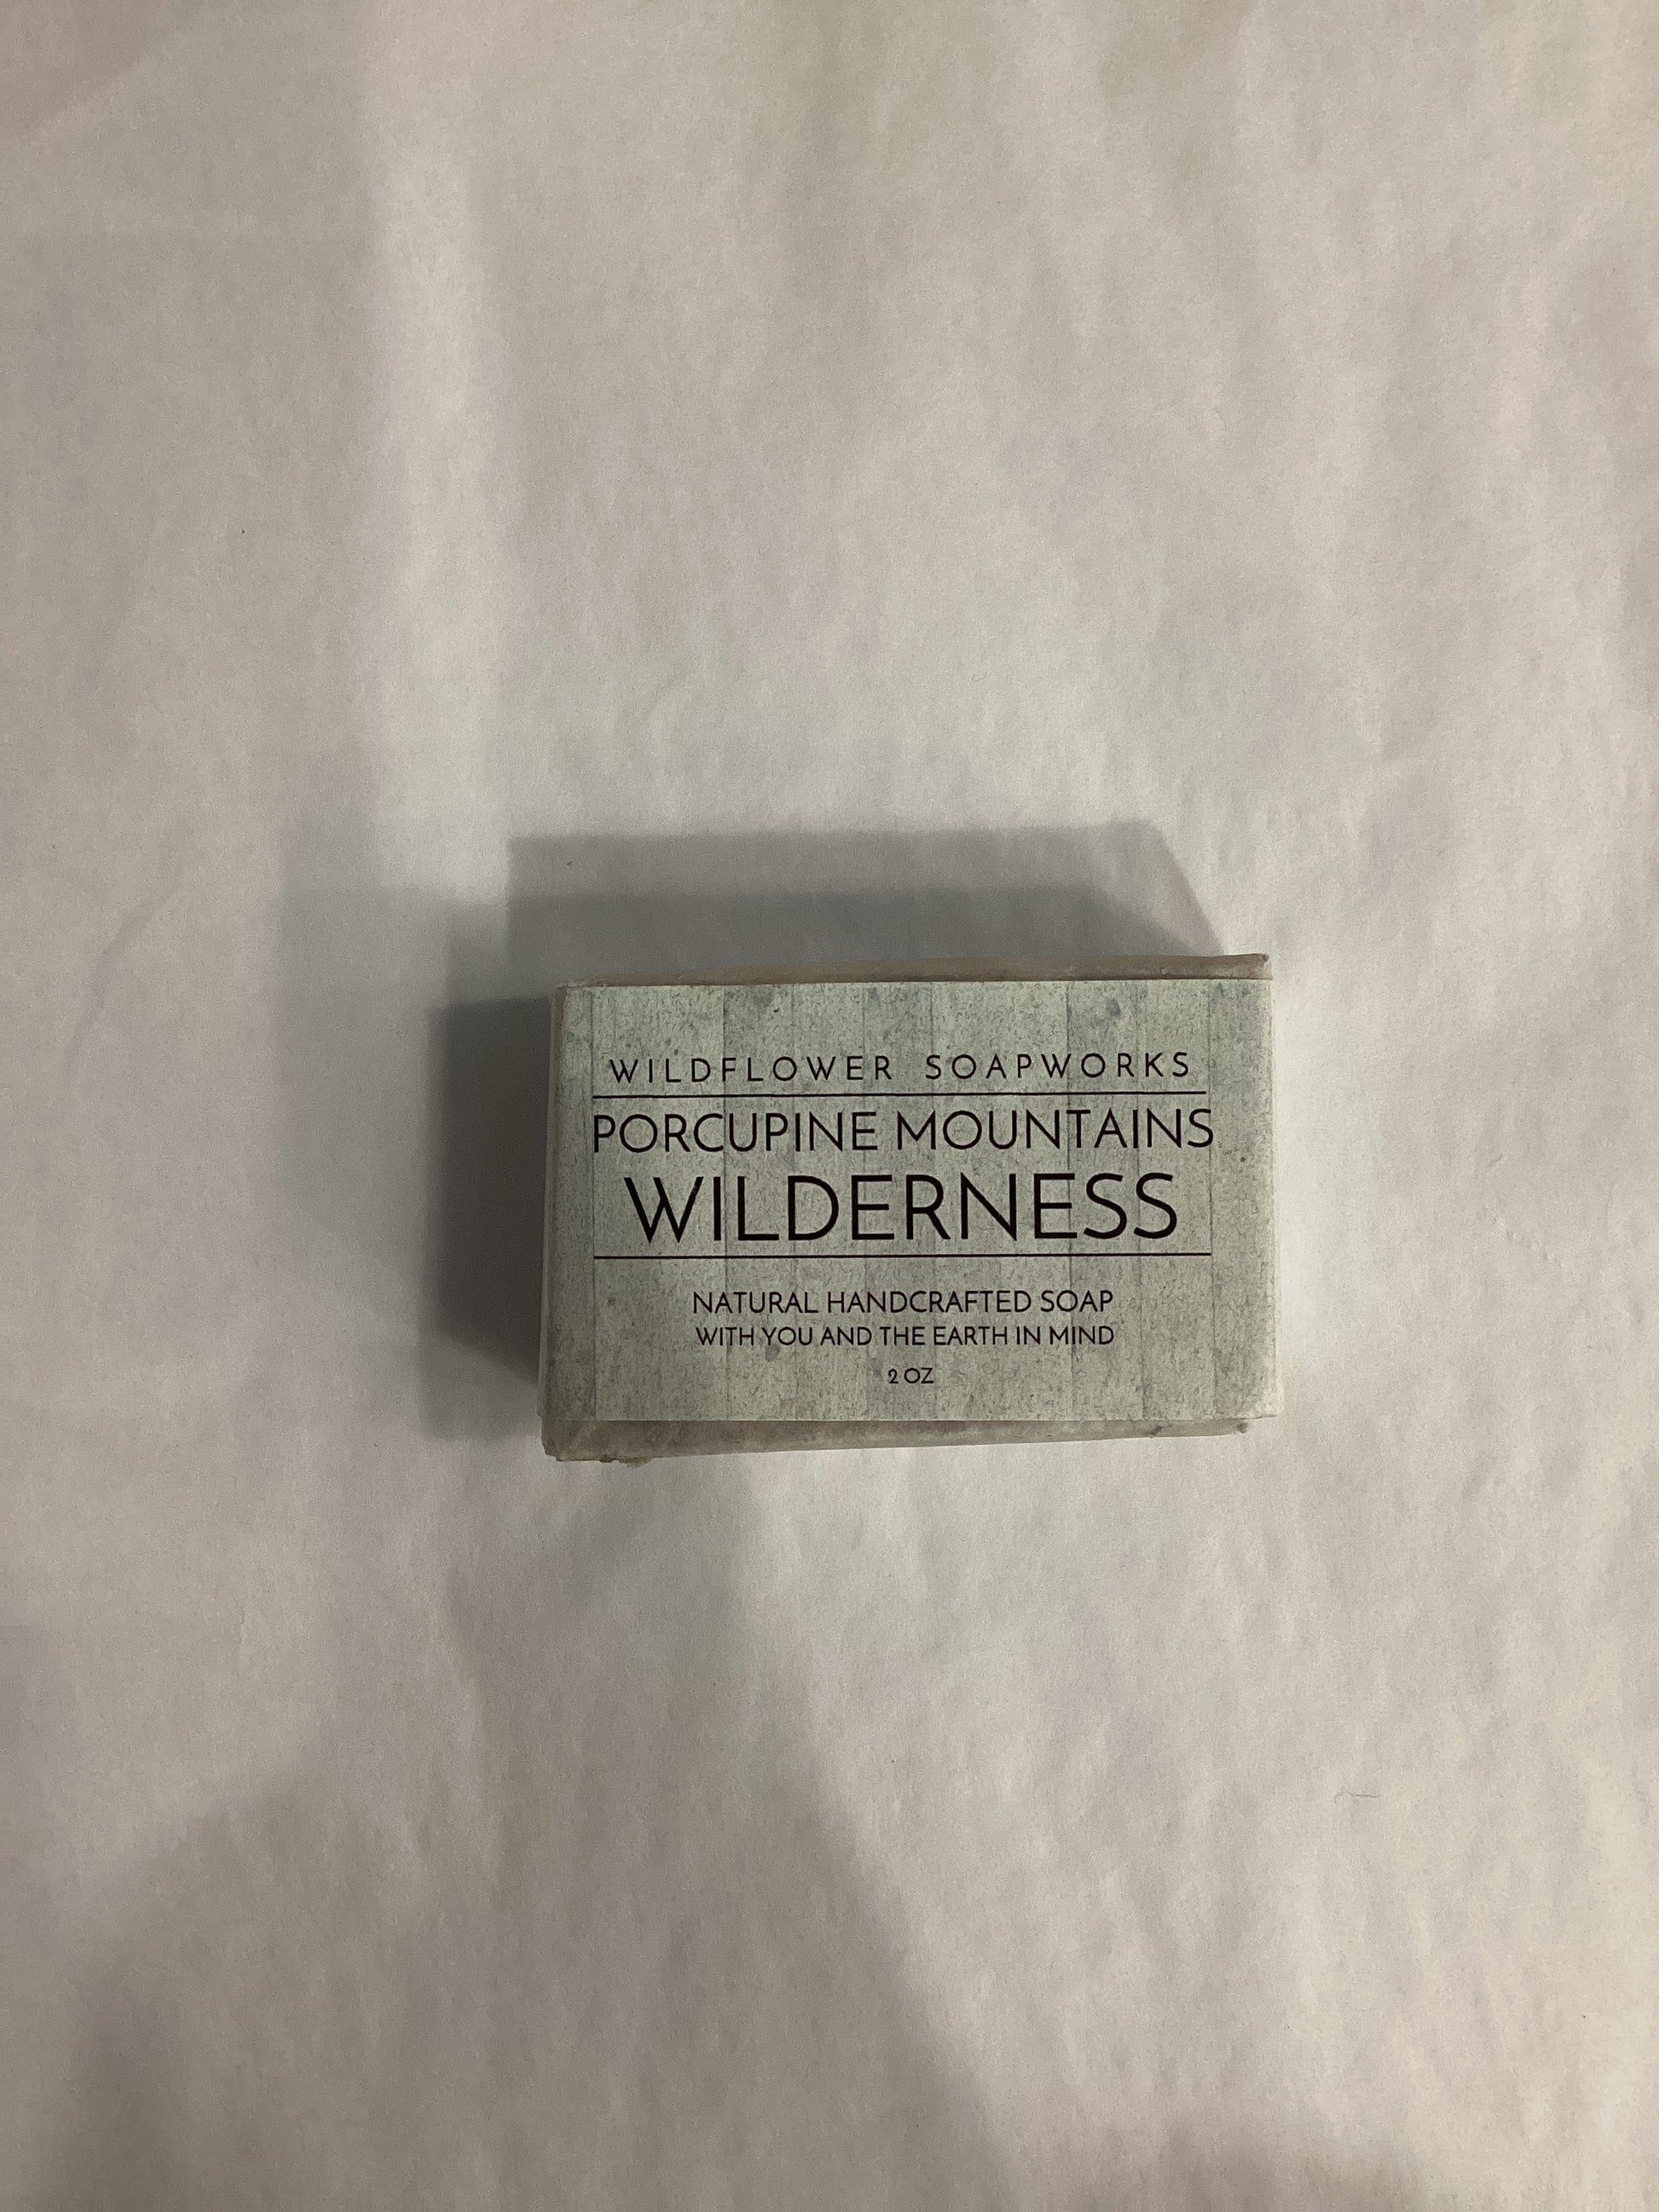 WILDFLOWER SOAPWORKS
PORCUPINE MOUNTAINS
WILDERNESS
NATURAL HANDCRAFTED SOAP
WITH YOU AND THE EARTH IN MIND
2 OZ